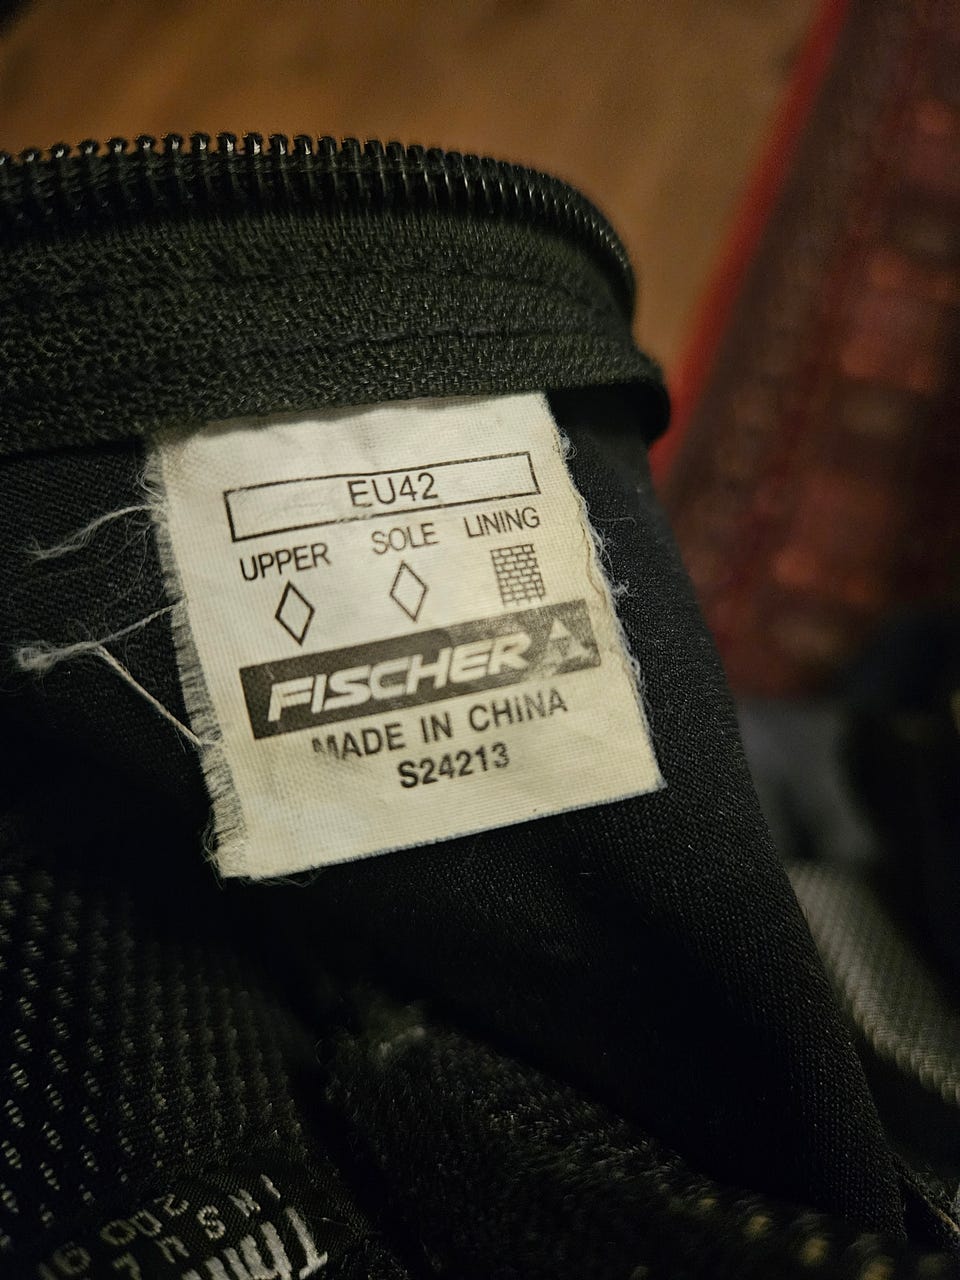 EU42
UPPER SOLE LINING
FISCHER
MADE IN CHINA
S24213